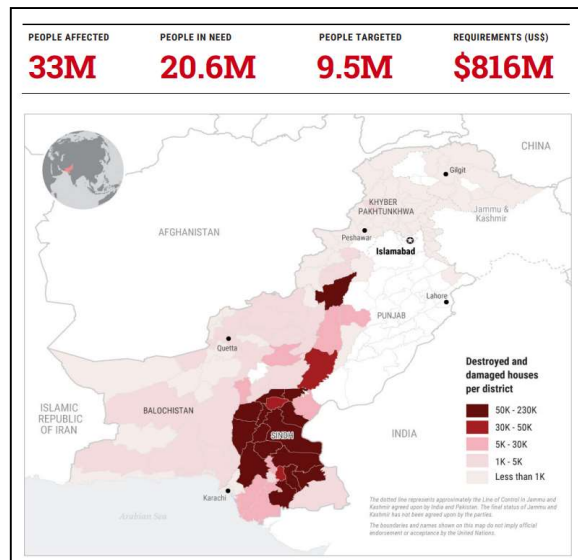 PEOPLE AFFECTED
33M
PEOPLE IN NEED
20.6M
PEOPLE TARGETED
9.5M
REQUIREMENTS (US$)
$816M
CHINA
Gilgit
KHYBER
PAKHTUNKHWA
Jammu &
Kashmir
AFGHANISTAN
Peshawar
Islamabad
Lahore
PUNJAB
Quetta
ISLAMIC
REPUBLIC
OF IRAN
BALOCHISTAN
SINDH
INDIA
Karachi
Arabian Sea
Destroyed and
damaged houses
per district
50K - 230K
30K - 50K
5K - 30K
1K - 5K
Less than 1K
The dotted line represents approximately the Line of Control in Jammu and
Kashmir agreed upon by India and Pakistan. The final status of Jammu and
Kashmir has not been agreed upon by the parties.
The boundaries and names shown on this map do not imply official
endorsement or acceptance by the United Nations.